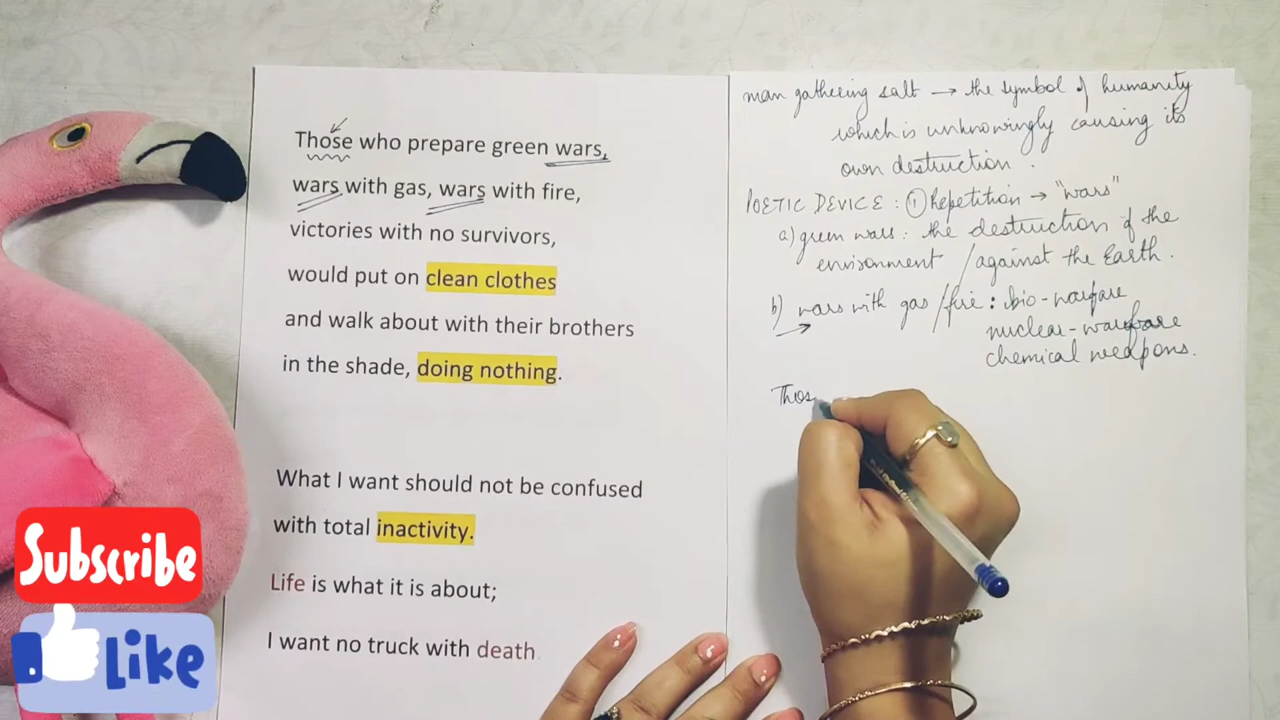 Those who prepare green wars,
wars with gas, wars with fire,
victories with no survivors,
would put on clean clothes
and walk about with their brothers
in the shade, doing nothing.
What I want should not be confused
with total inactivity.
Life is what it is about;
I want no truck with death.
man gathering salt → the symbol of humanity
which is unknowingly causing its
own destruction.
POETIC DEVICE: ① Repetition → "wars"
a) green wars: the destruction of the
environment / against the Earth.
b) wars with gas / fire: bio-warfare
nuclear-warfare
chemical weapons.
Thos
Subscribe
Like